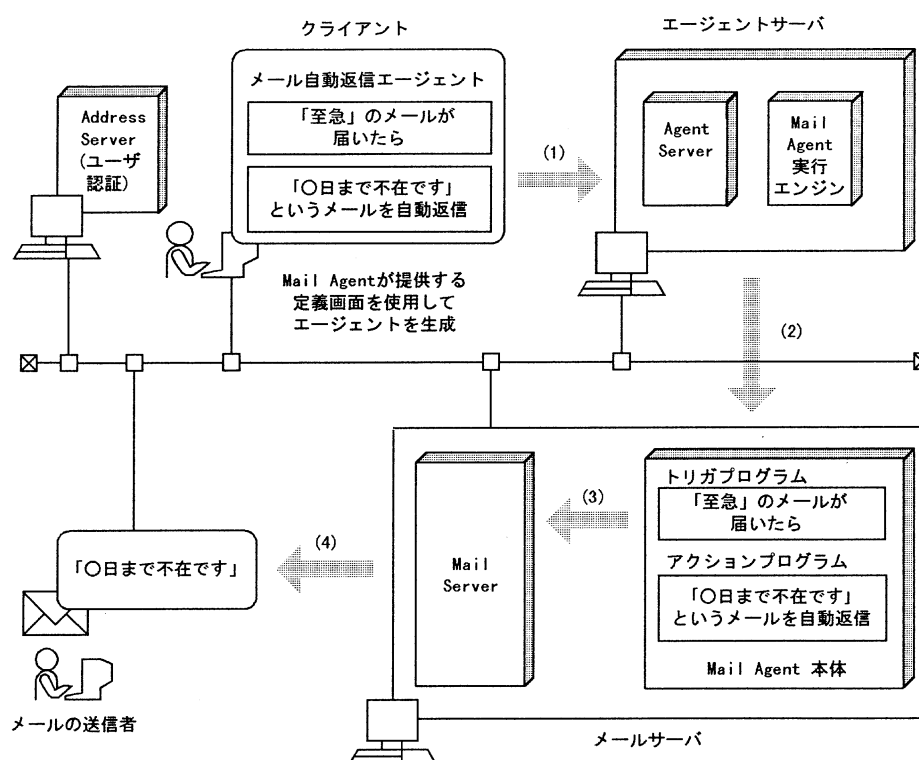 クライアント
エージェントサーバ
メール自動返信エージェント
「至急」のメールが
届いたら
「〇日まで不在です」
というメールを自動返信
Address
Server
(ユーザ
認証)
(1)
Agent
Server
Mail
Agent
実行
エンジン
Mail Agentが提供する
定義画面を使用して
エージェントを生成
(2)
トリガプログラム
「至急」のメールが
届いたら
(3)
アクションプログラム
「〇日まで不在です」
というメールを自動返信
Mail Agent 本体
Mail
Server
(4)
「〇日まで不在です」
メールの送信者
メールサーバ